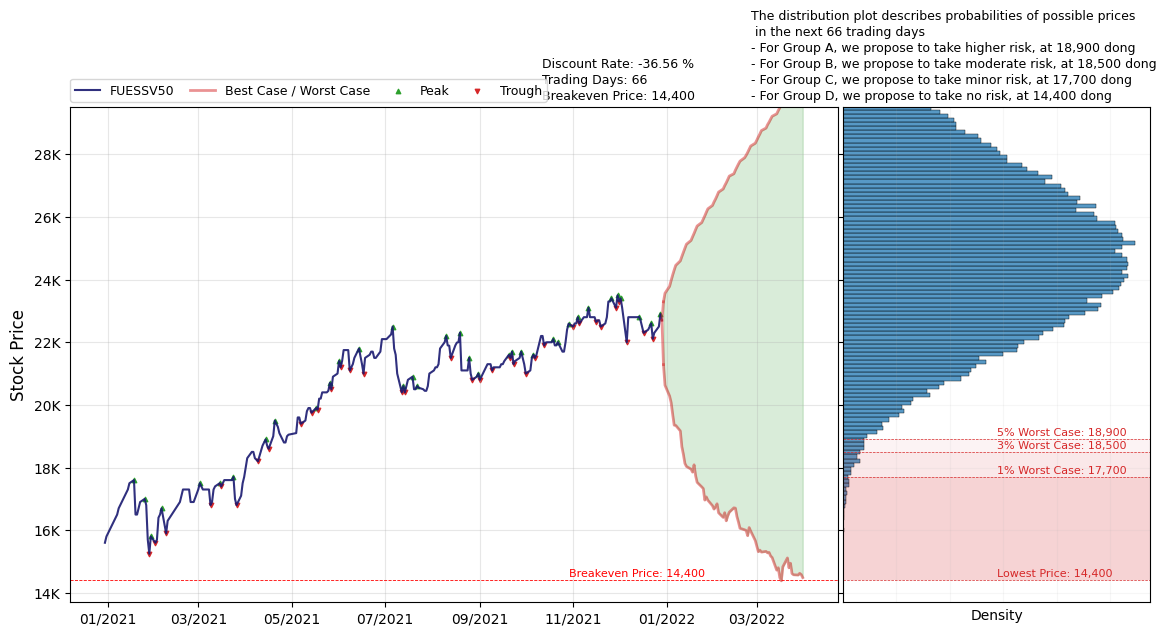 The distribution plot describes probabilities of possible prices
in the next 66 trading days
- For Group A, we propose to take higher risk, at 18,900 dong
- For Group B, we propose to take moderate risk, at 18,500 dong
- For Group C, we propose to take minor risk, at 17,700 dong
- For Group D, we propose to take no risk, at 14,400 dong
Discount Rate: -36.56 %
Trading Days: 66
Breakeven Price: 14,400
FUESSV50
Best Case / Worst Case
Peak
Trough
Stock Price
28K
26K
24K
22K
20K
18K
16K
14K
Breakeven Price: 14,400
5% Worst Case: 18,900
3% Worst Case: 18,500
1% Worst Case: 17,700
Lowest Price: 14,400
01/2021
03/2021
05/2021
07/2021
09/2021
11/2021
01/2022
03/2022
Density